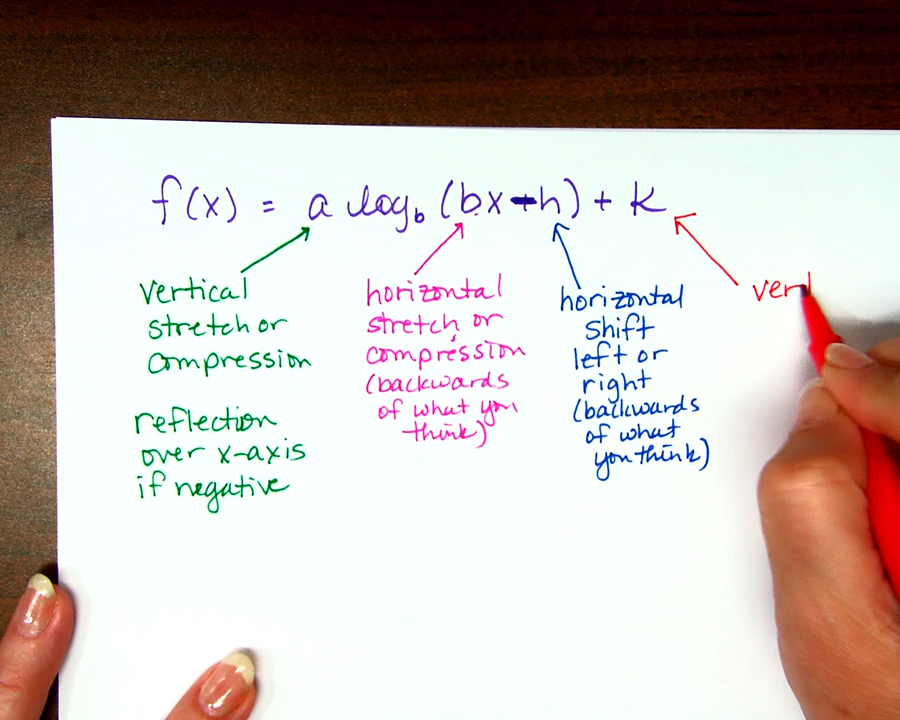 f(x) = a log_b (bx + h) + k
vertical
stretch or
compression
reflection
over x-axis
if negative
horizontal
stretch or
compression
(backwards
of what you
think)
horizontal
shift
left or
right
(backwards
of what
you think)
ver